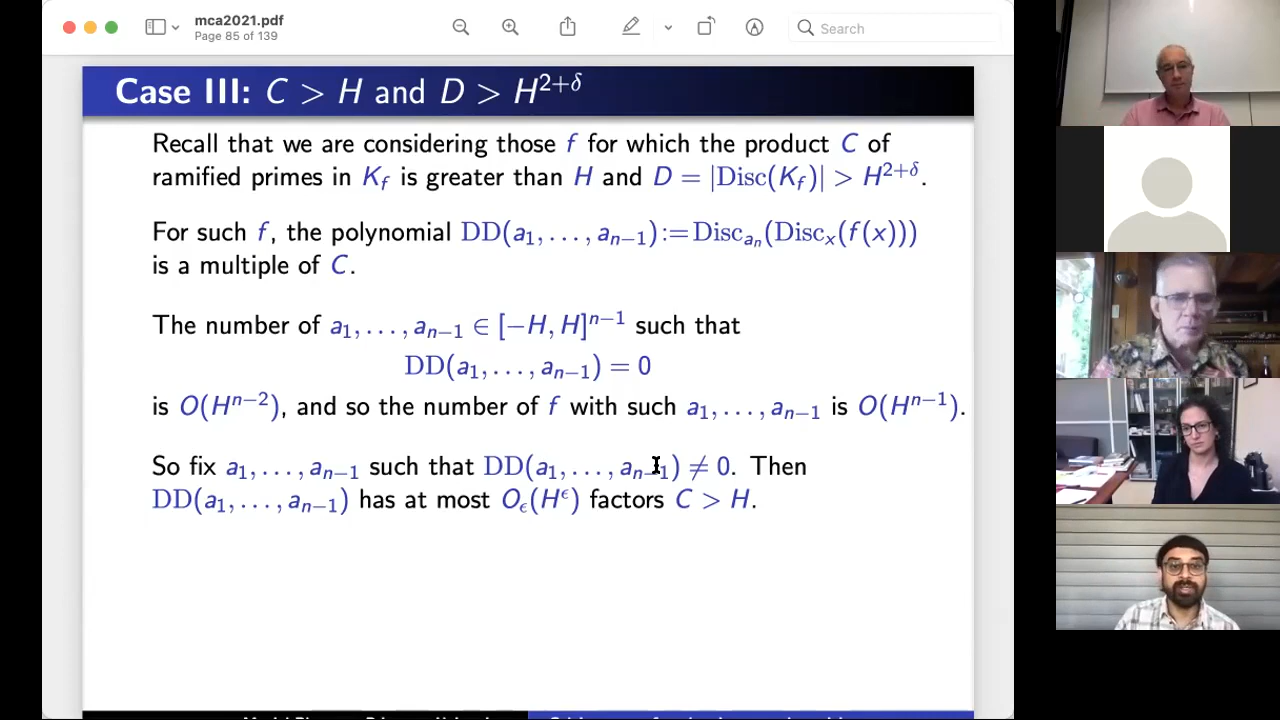 mca2021.pdf
Page 85 of 139
Search
Case III: C > H and D > H^{2+δ}
Recall that we are considering those f for which the product C of
ramified primes in K_f is greater than H and D = |Disc(K_f)| > H^{2+δ}.
For such f, the polynomial DD(a_1, . . . , a_{n−1}):=Disc_{a_n}(Disc_x(f(x)))
is a multiple of C.
The number of a_1, . . . , a_{n−1} ∈ [−H, H]^{n−1} such that
DD(a_1, . . . , a_{n−1}) = 0
is O(H^{n−2}), and so the number of f with such a_1, . . . , a_{n−1} is O(H^{n−1}).
So fix a_1, . . . , a_{n−1} such that DD(a_1, . . . , a_{n−1}) ≠ 0. Then
DD(a_1, . . . , a_{n−1}) has at most O_ϵ(H^ϵ) factors C > H.